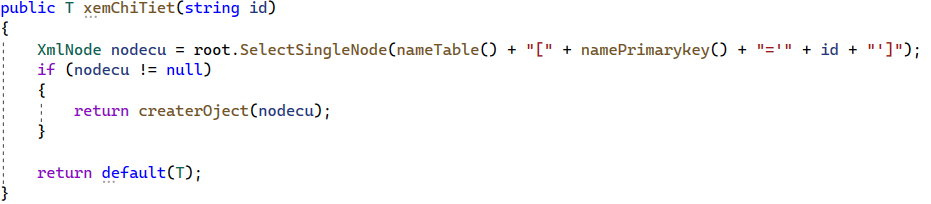 public T xemChiTiet(string id)
{
XmlNode nodecu = root.SelectSingleNode(nameTable() + "[" + namePrimarykey() + "='" + id + "']");
if (nodecu != null)
{
return createrOject(nodecu);
}
return default(T);
}